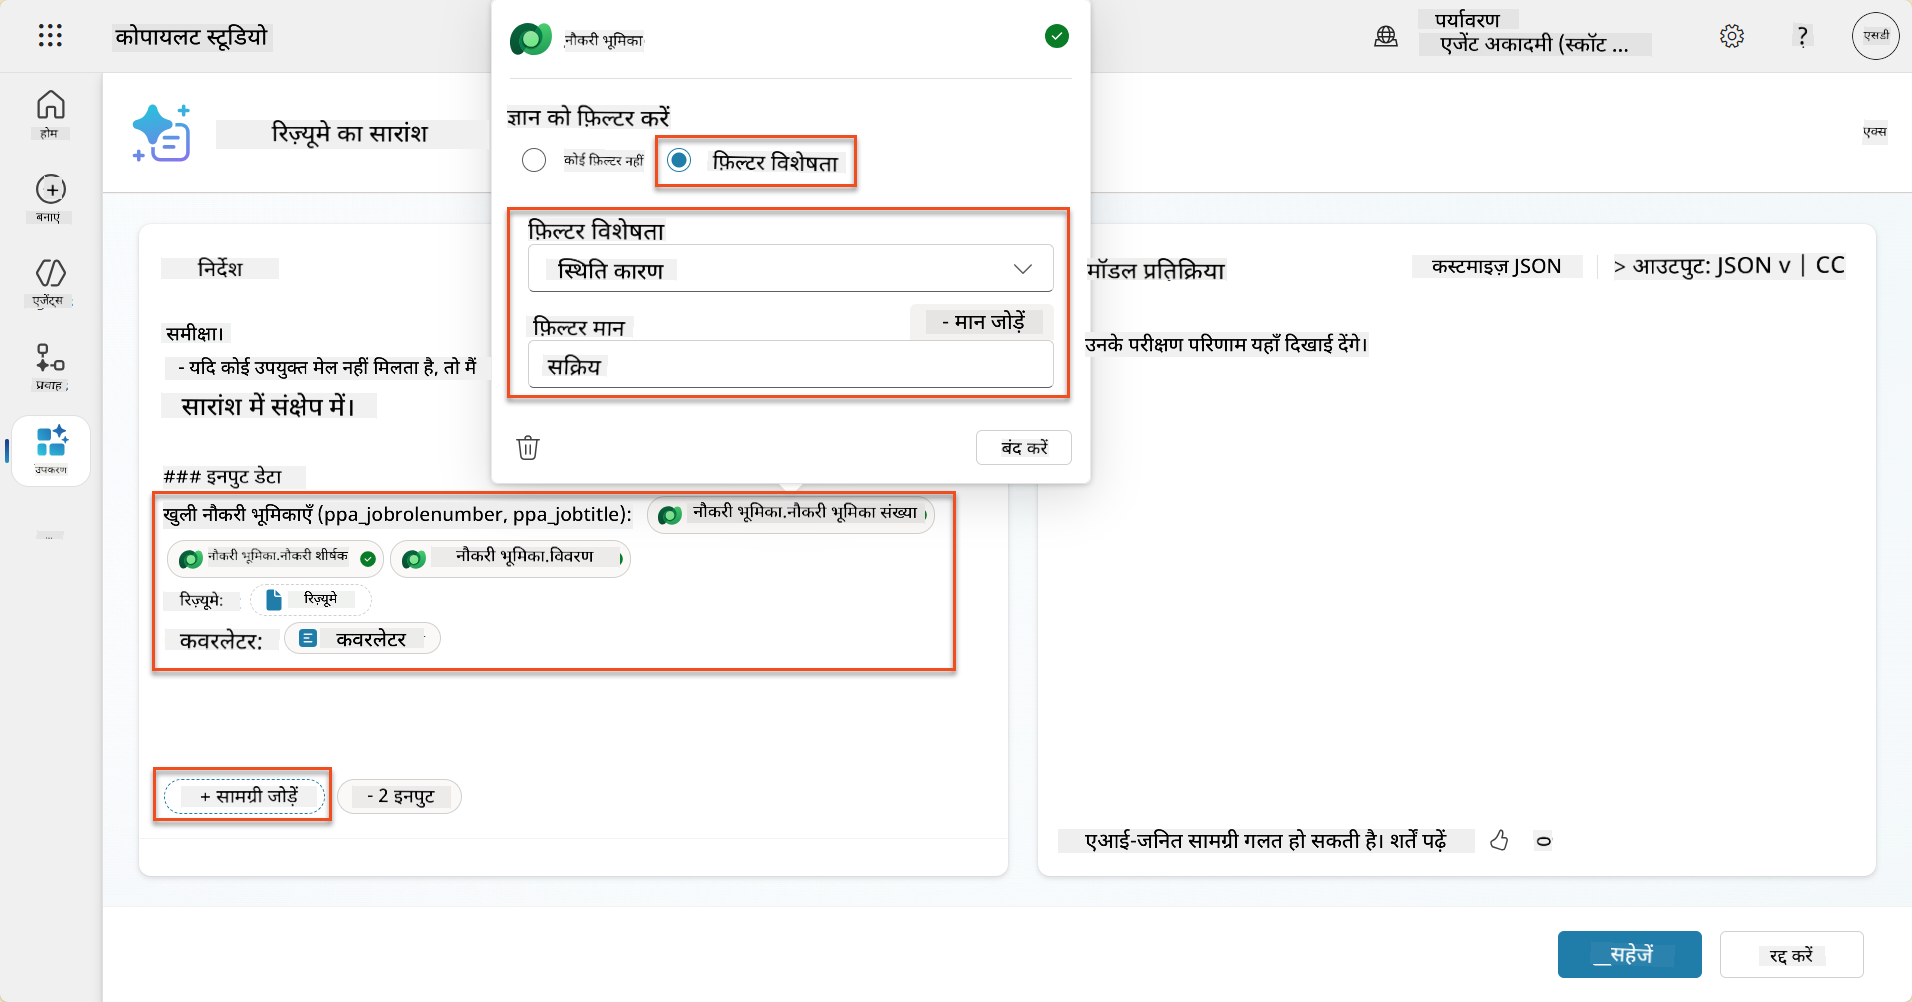 कोपायलट स्टूडियो
पर्यावरण
एजेंट अकादमी (स्कॉट ...
?
एसडी
होम
बनाएं
एजेंट्स
प्रवाह
उपकरण
...
रिज़्यूमे का सारांश
एक्स
नौकरी भूमिका
ज्ञान को फ़िल्टर करें
कोई फ़िल्टर नहीं
फ़िल्टर विशेषता
फ़िल्टर विशेषता
स्थिति कारण
फ़िल्टर मान
- मान जोड़ें
सक्रिय
बंद करें
निर्देश
समीक्षा।
- यदि कोई उपयुक्त मेल नहीं मिलता है, तो मैं
सारांश में संक्षेप में।
### इनपुट डेटा
खुली नौकरी भूमिकाएँ (ppa_jobrolenumber, ppa_jobtitle): नौकरी भूमिका.नौकरी भूमिका संख्या
नौकरी भूमिका.नौकरी शीर्षक नौकरी भूमिका.विवरण
रिज़्यूमे: रिज़्यूमे
कवरलेटर: कवरलेटर
+ सामग्री जोड़ें - 2 इनपुट
मॉडल प्रतिक्रिया
कस्टमाइज़ JSON
> आउटपुट: JSON v | CC
उनके परीक्षण परिणाम यहाँ दिखाई देंगे।
एआई-जनित सामग्री गलत हो सकती है। शर्तें पढ़ें
__सहेजें
रद्द करें